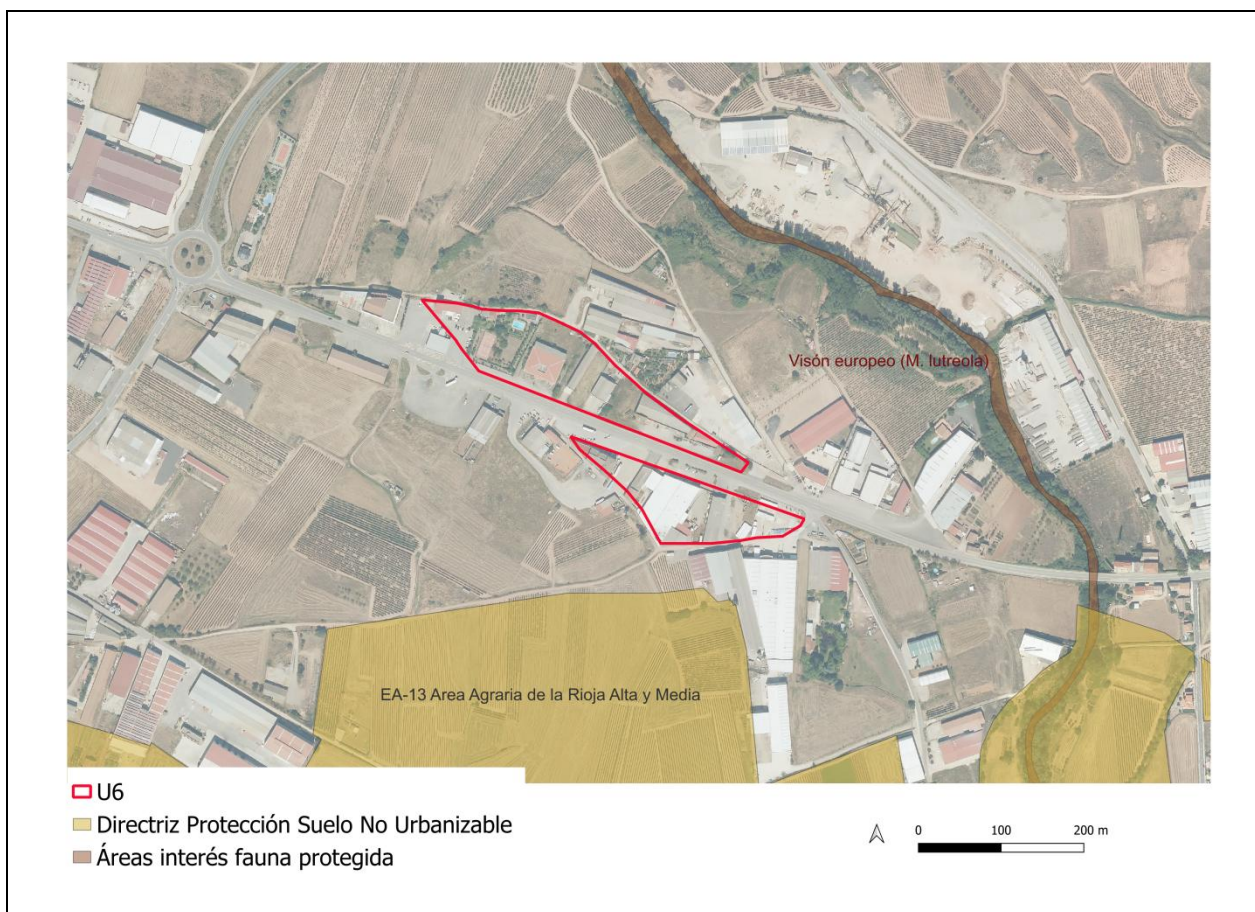 Visón europeo (M. lutreola)
EA-13 Area Agraria de la Rioja Alta y Media
U6
Directriz Protección Suelo No Urbanizable
Áreas interés fauna protegida
0 100 200 m